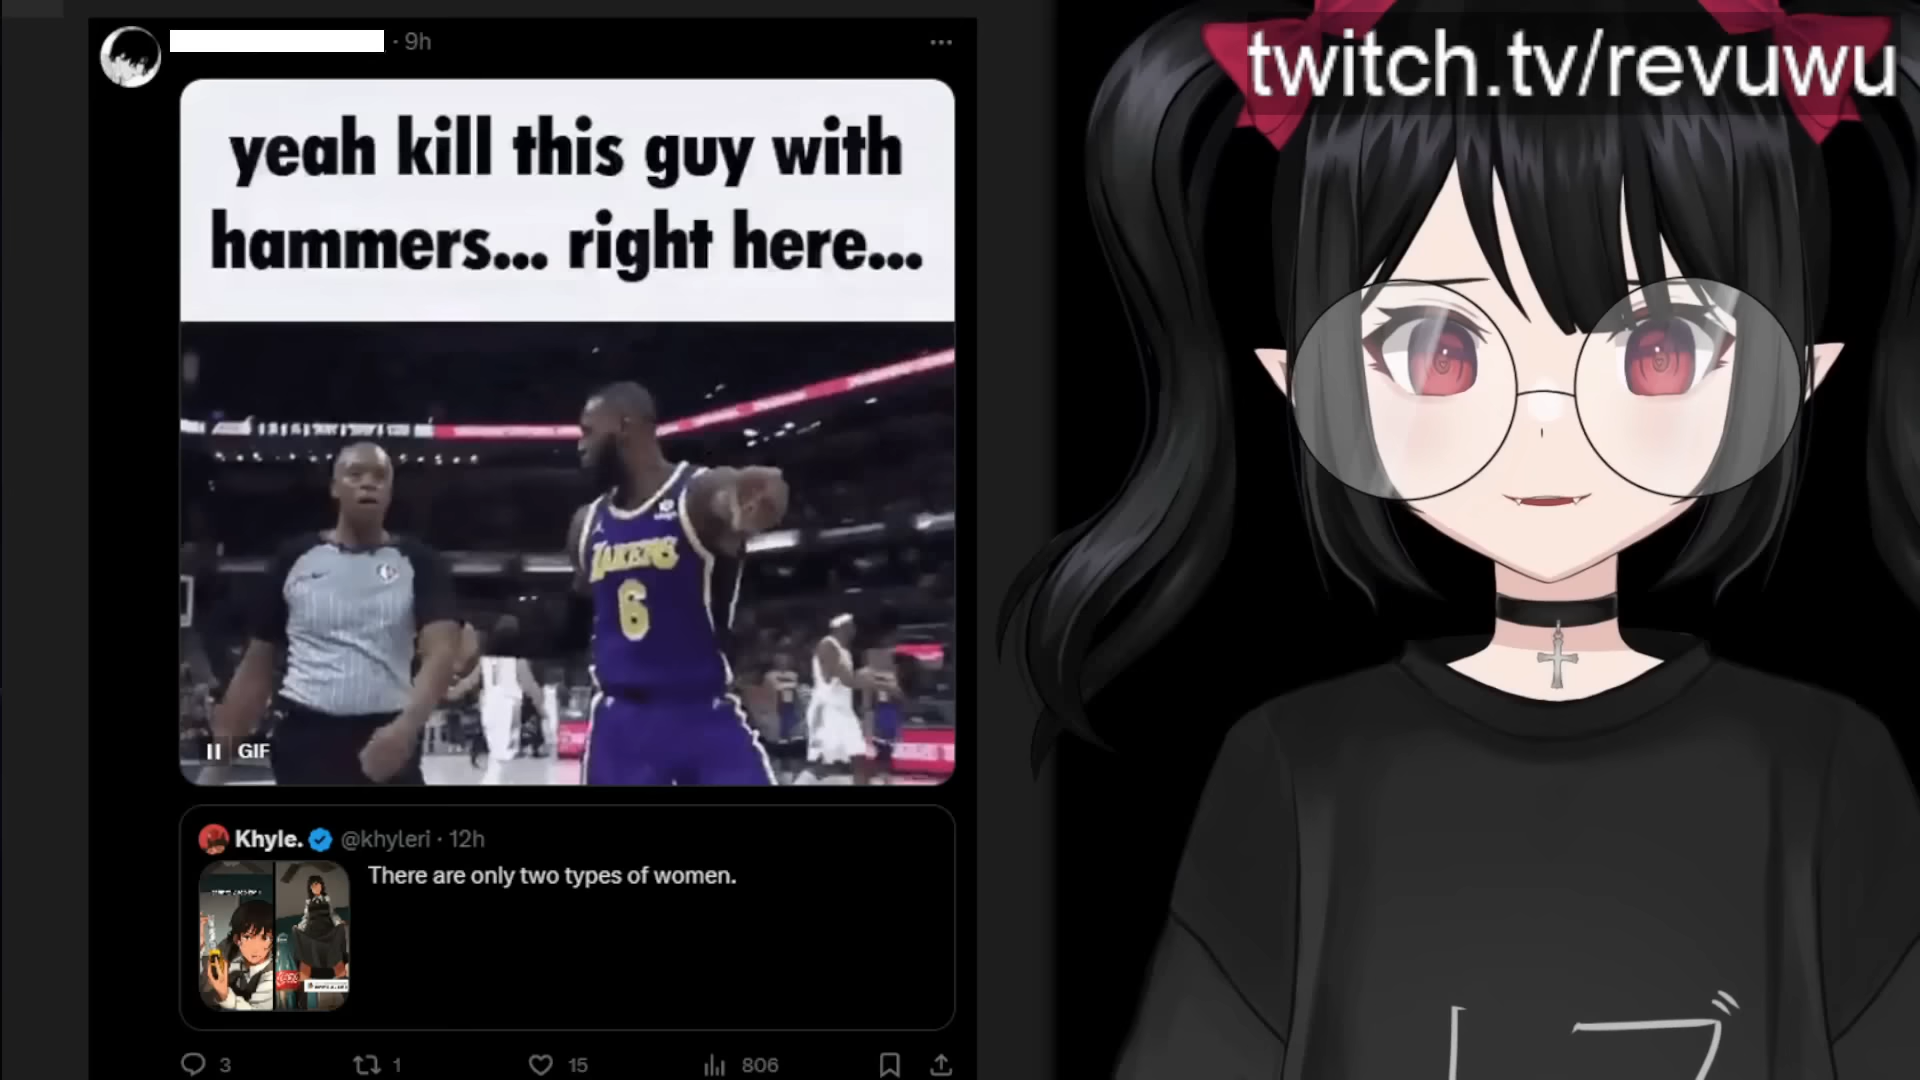 twitch.tv/revuwu
· 9h
yeah kill this guy with
hammers... right here...
LAKERS
6
GIF
Khyle. @khyleri · 12h
There are only two types of women.
3 1 15 806